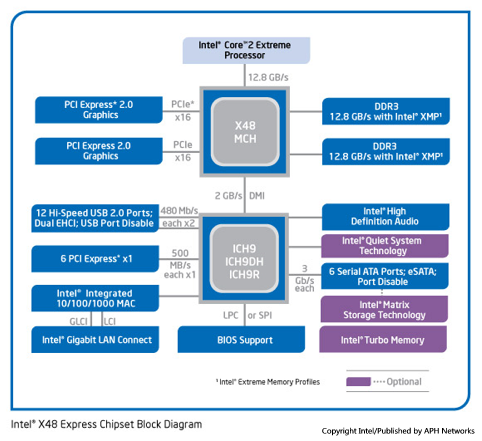 Intel® Core™2 Extreme
Processor
12.8 GB/s
PCI Express* 2.0
Graphics
PCIe*
x16
X48
MCH
DDR3
12.8 GB/s with Intel® XMP¹
PCI Express 2.0
Graphics
PCIe
x16
DDR3
12.8 GB/s with Intel® XMP¹
2 GB/s DMI
12 Hi-Speed USB 2.0 Ports;
Dual EHCI; USB Port Disable
480 Mb/s
each x2
Intel® High
Definition Audio
ICH9
ICH9DH
ICH9R
Intel® Quiet System
Technology
6 PCI Express* x1
500
MB/s
each x1
3
Gb/s
each
6 Serial ATA Ports; eSATA;
Port Disable
Intel® Integrated
10/100/1000 MAC
Intel® Matrix
Storage Technology
GLCI LCI
LPC or SPI
Intel® Gigabit LAN Connect
BIOS Support
Intel® Turbo Memory
¹ Intel® Extreme Memory Profiles
Optional
Intel® X48 Express Chipset Block Diagram
Copyright Intel/Published by APH Networks